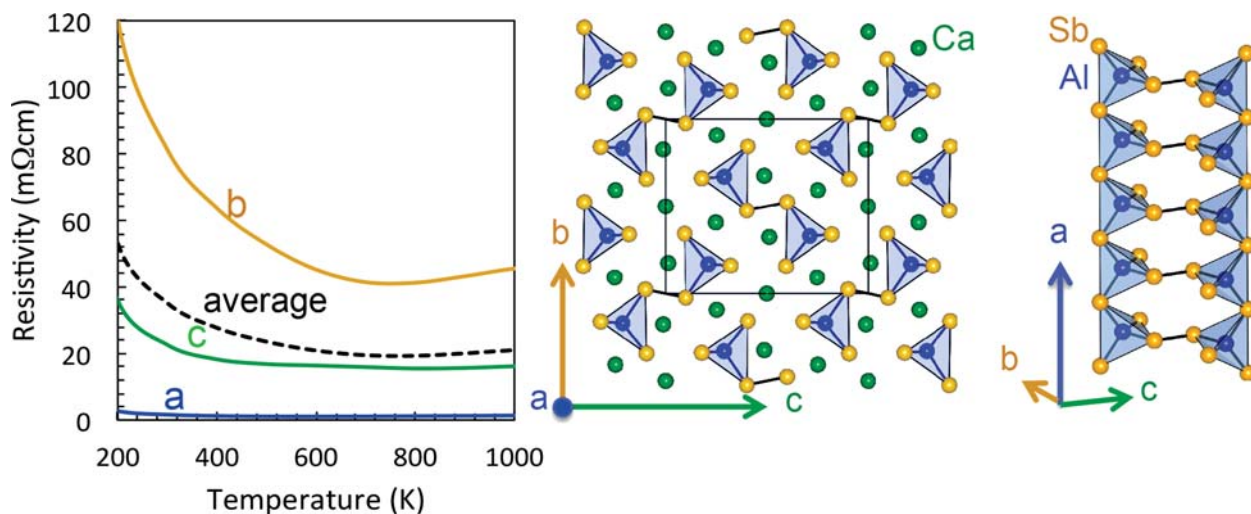 120
100
80
60
40
20
0
200
400
600
800
1000
Resistivity (mΩcm)
Temperature (K)
b
average
c
a
Ca
b
a
c
Sb
Al
a
b
c